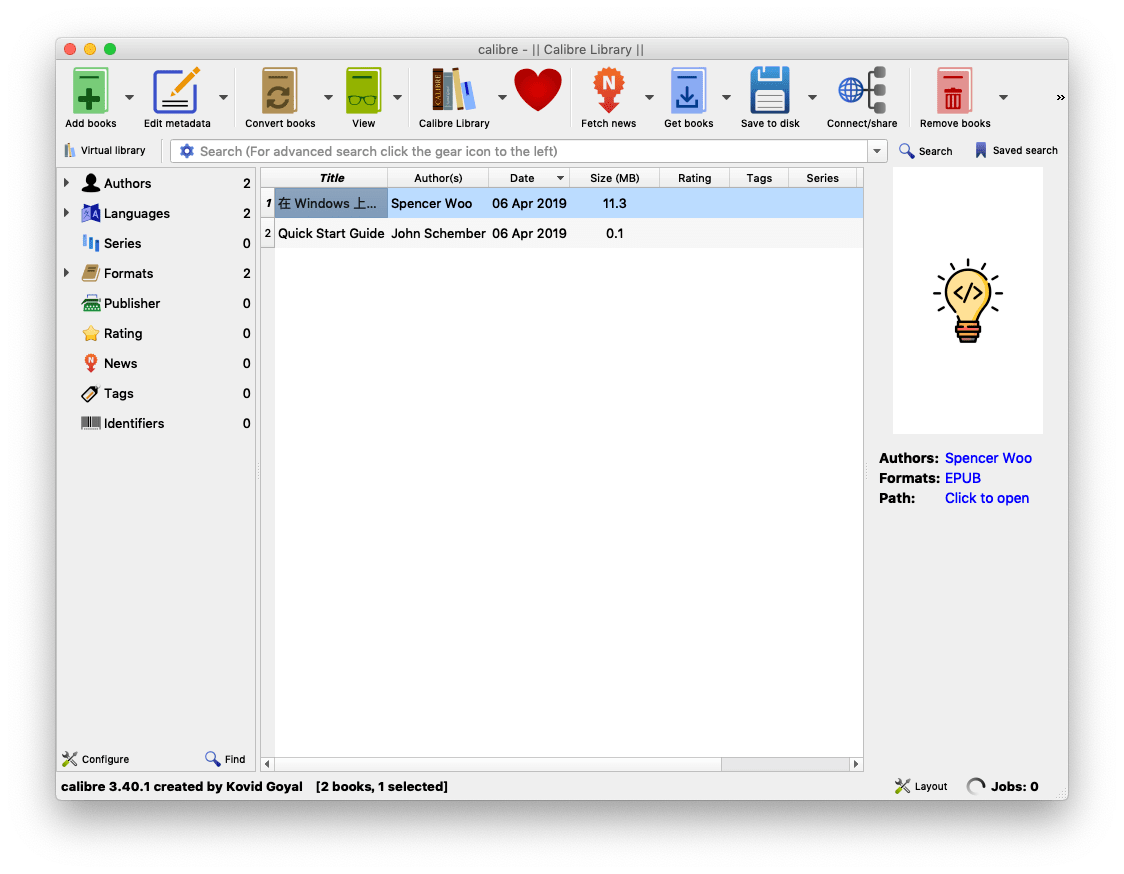 calibre - || Calibre Library ||
Add books
Edit metadata
Convert books
View
CALIBRE
Calibre Library
N
Fetch news
Get books
Save to disk
Connect/share
Remove books
»
Virtual library
Search (For advanced search click the gear icon to the left)
Search
Saved search
Authors 2
Languages 2
Series 0
Formats 2
Publisher 0
Rating 0
News 0
Tags 0
Identifiers 0
Title Author(s) Date Size (MB) Rating Tags Series
1 在 Windows 上... Spencer Woo 06 Apr 2019 11.3
2 Quick Start Guide John Schember 06 Apr 2019 0.1
</>
Authors: Spencer Woo
Formats: EPUB
Path: Click to open
Configure
Find
calibre 3.40.1 created by Kovid Goyal [2 books, 1 selected]
Layout
Jobs: 0